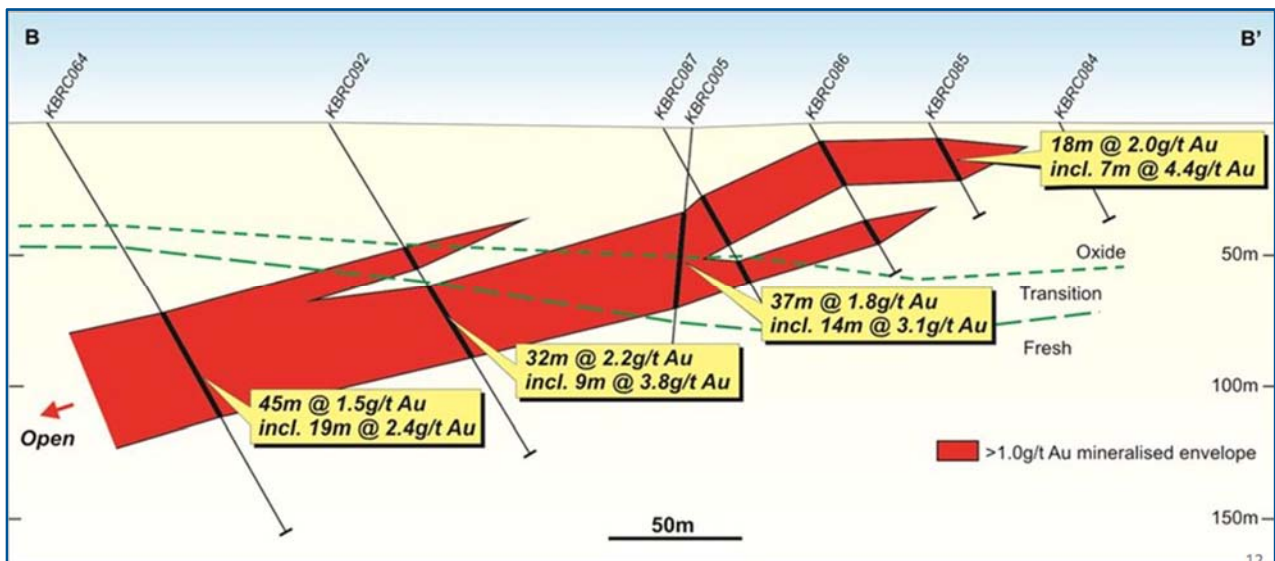 B
B'
KBRC064
KBRC092
KBRC087
KBRC005
KBRC086
KBRC085
KBRC084
18m @ 2.0g/t Au
incl. 7m @ 4.4g/t Au
Oxide
50m
Transition
37m @ 1.8g/t Au
incl. 14m @ 3.1g/t Au
Fresh
32m @ 2.2g/t Au
incl. 9m @ 3.8g/t Au
100m
45m @ 1.5g/t Au
incl. 19m @ 2.4g/t Au
Open
>1.0g/t Au mineralised envelope
50m
150m
12